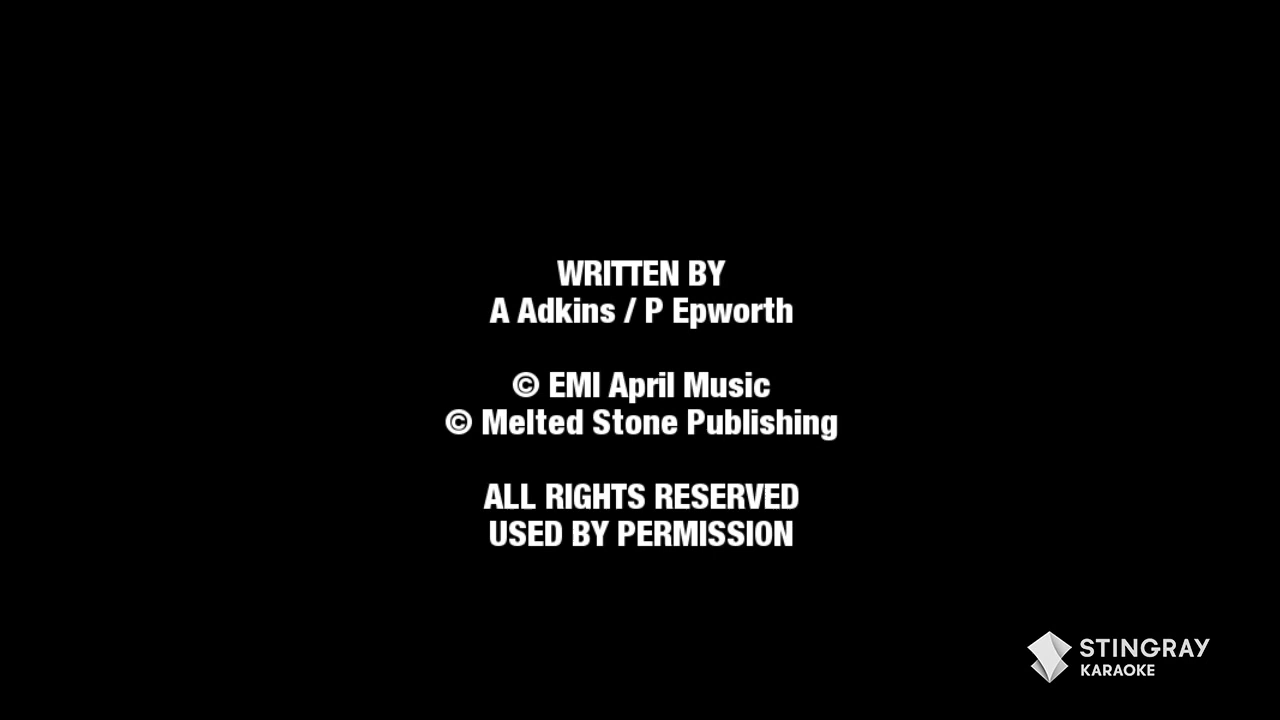 WRITTEN BY
A Adkins / P Epworth
© EMI April Music
© Melted Stone Publishing
ALL RIGHTS RESERVED
USED BY PERMISSION
STINGRAY
KARAOKE